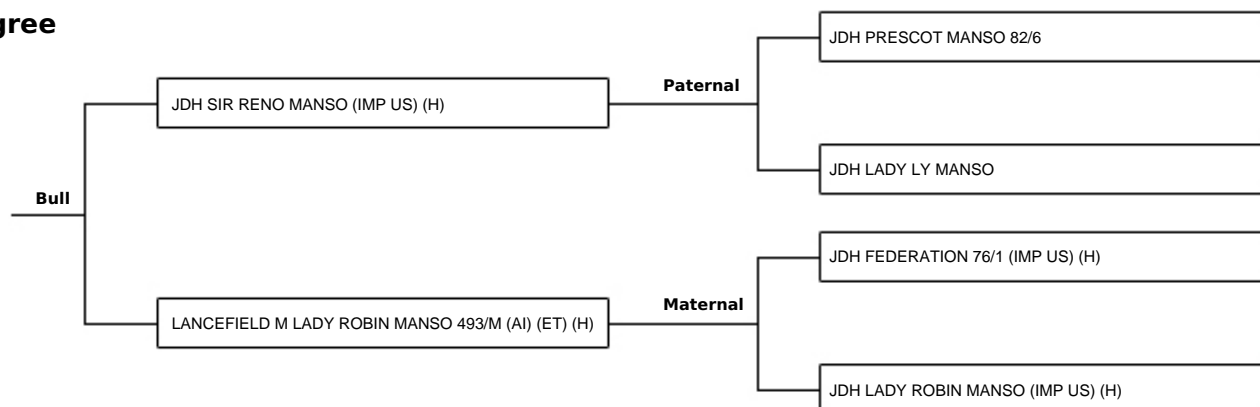 gree
JDH PRESCOT MANSO 82/6
JDH SIR RENO MANSO (IMP US) (H)
Paternal
JDH LADY LY MANSO
Bull
JDH FEDERATION 76/1 (IMP US) (H)
LANCEFIELD M LADY ROBIN MANSO 493/M (AI) (ET) (H)
Maternal
JDH LADY ROBIN MANSO (IMP US) (H)